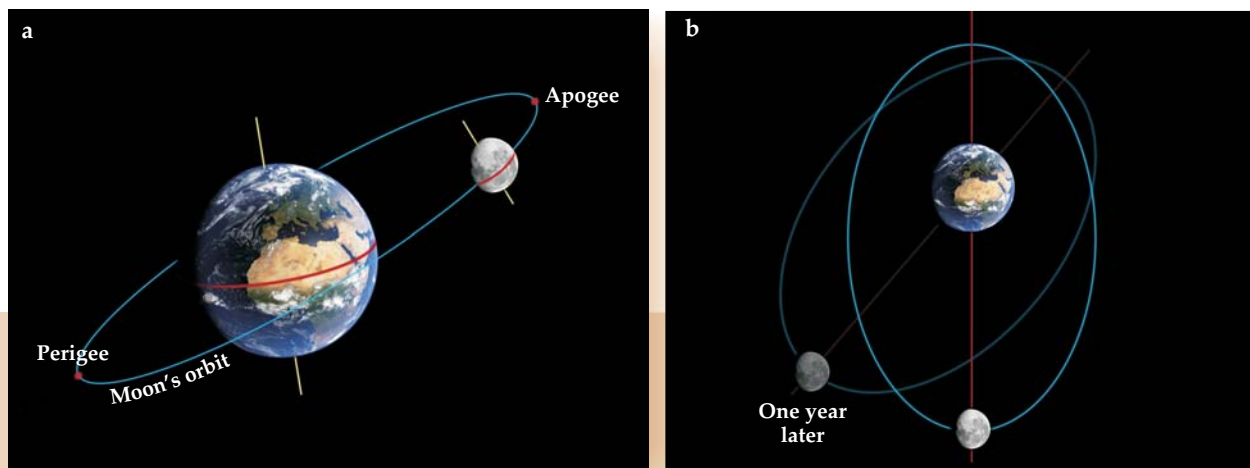 a
Apogee
Perigee
Moon's orbit
b
One year
later